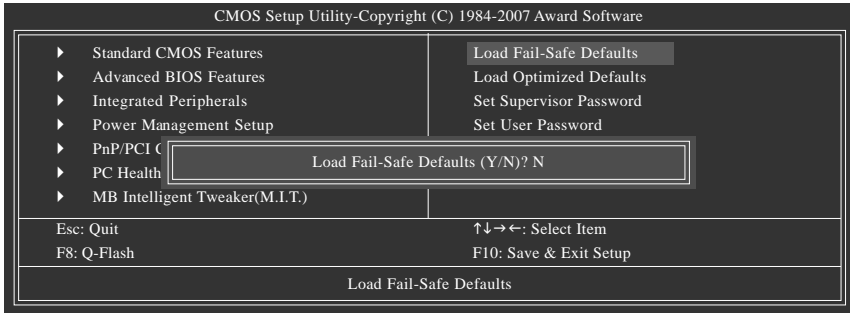 CMOS Setup Utility-Copyright (C) 1984-2007 Award Software
Standard CMOS Features
Advanced BIOS Features
Integrated Peripherals
Power Management Setup
PnP/PCI
PC Health
MB Intelligent Tweaker(M.I.T.)
Load Fail-Safe Defaults
Load Optimized Defaults
Set Supervisor Password
Set User Password
Load Fail-Safe Defaults (Y/N)? N
Esc: Quit
F8: Q-Flash
↑↓→←: Select Item
F10: Save & Exit Setup
Load Fail-Safe Defaults